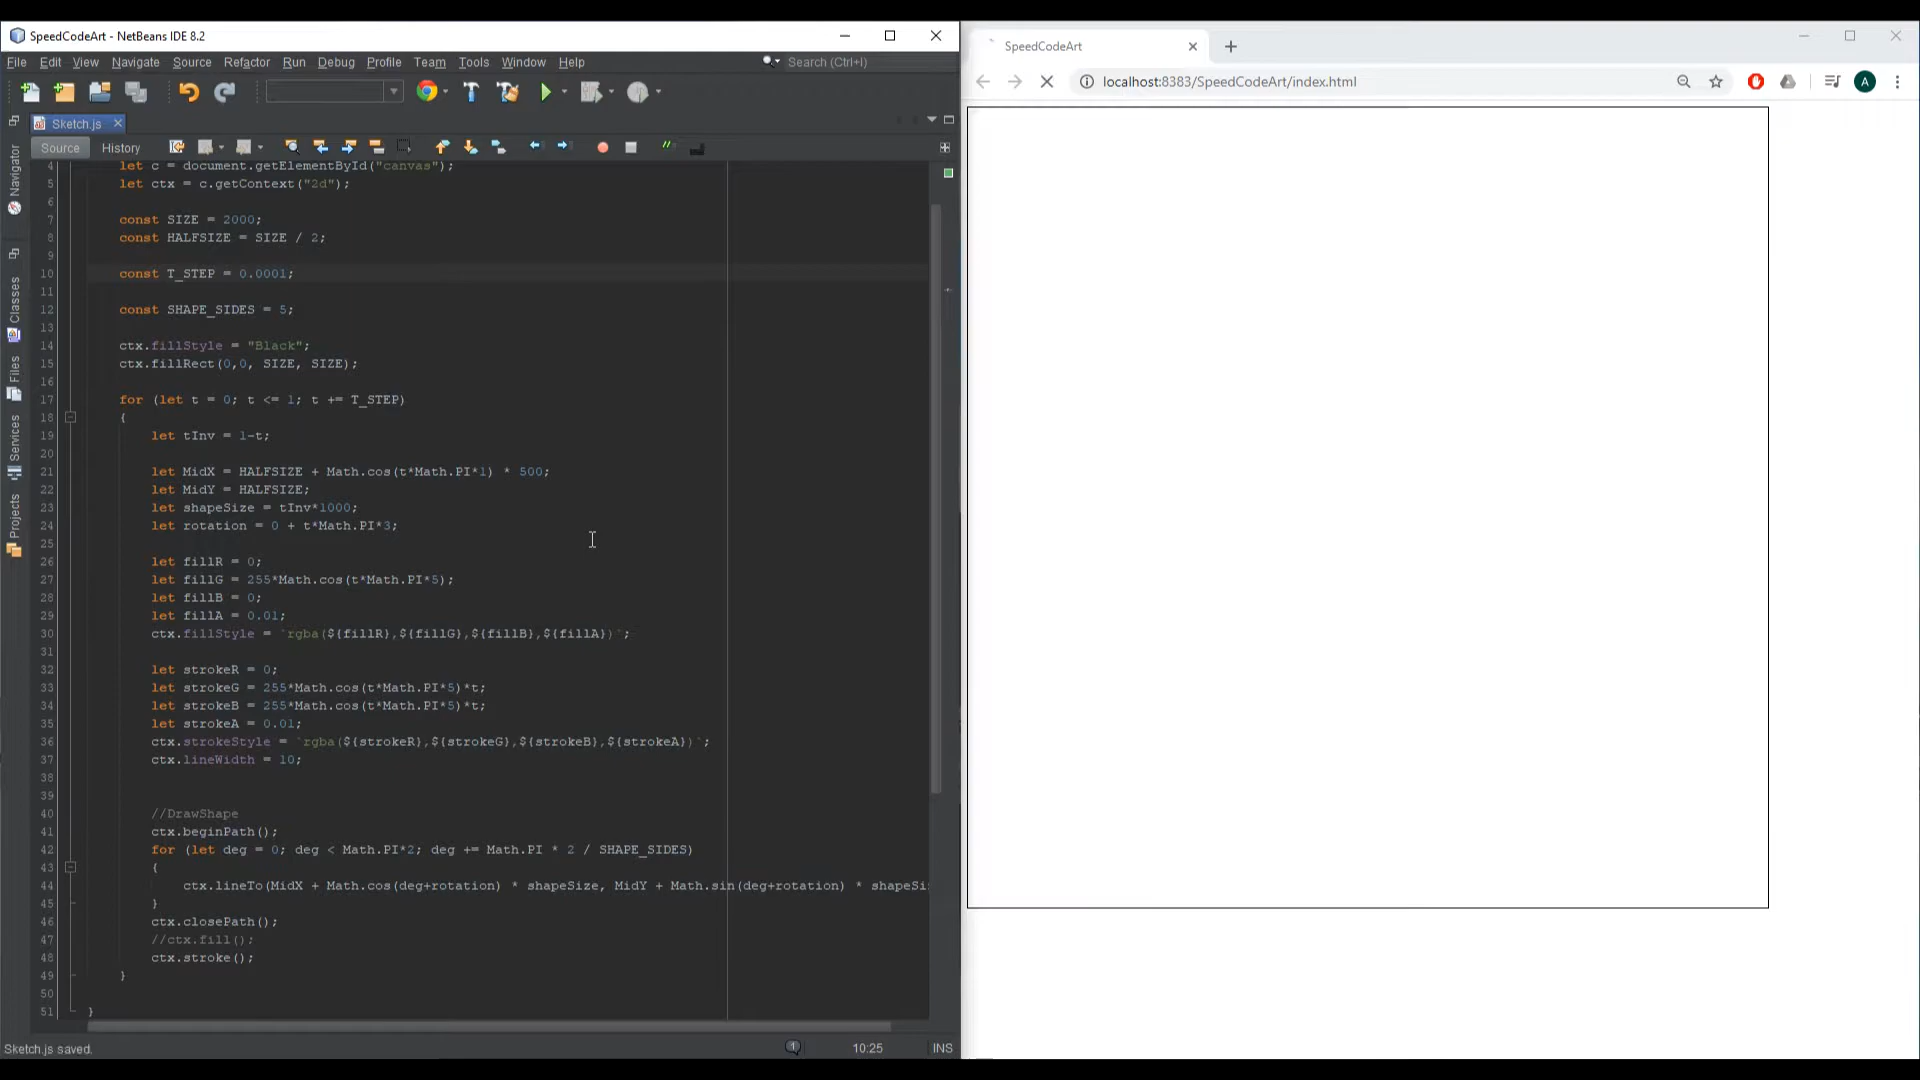 SpeedCodeArt - NetBeans IDE 8.2
File Edit View Navigate Source Refactor Run Debug Profile Team Tools Window Help Search (Ctrl+I)
Sketch.js
Source History
Navigator
Classes
Files
Services
Projects
4 let c = document.getElementById("canvas");
5 let ctx = c.getContext("2d");
6
7 const SIZE = 2000;
8 const HALFSIZE = SIZE / 2;
9
10 const T_STEP = 0.0001;
11
12 const SHAPE_SIDES = 5;
13
14 ctx.fillStyle = "Black";
15 ctx.fillRect(0,0, SIZE, SIZE);
16
17 for (let t = 0; t <= 1; t += T_STEP)
18 {
19 let tInv = 1-t;
20
21 let MidX = HALFSIZE + Math.cos(t*Math.PI*1) * 500;
22 let MidY = HALFSIZE;
23 let shapeSize = tInv*1000;
24 let rotation = 0 + t*Math.PI*3;
25
26 let fillR = 0;
27 let fillG = 255*Math.cos(t*Math.PI*5);
28 let fillB = 0;
29 let fillA = 0.01;
30 ctx.fillStyle = `rgba(${fillR},${fillG},${fillB},${fillA})`;
31
32 let strokeR = 0;
33 let strokeG = 255*Math.cos(t*Math.PI*5)*t;
34 let strokeB = 255*Math.cos(t*Math.PI*5)*t;
35 let strokeA = 0.01;
36 ctx.strokeStyle = `rgba(${strokeR},${strokeG},${strokeB},${strokeA})`;
37 ctx.lineWidth = 10;
38
39
40 //DrawShape
41 ctx.beginPath();
42 for (let deg = 0; deg < Math.PI*2; deg += Math.PI * 2 / SHAPE_SIDES)
43 {
44 ctx.lineTo(MidX + Math.cos(deg+rotation) * shapeSize, MidY + Math.sin(deg+rotation) * shapeSi
45 }
46 ctx.closePath();
47 //ctx.fill();
48 ctx.stroke();
49 }
50
51 }
Sketch.js saved.
1
10:25
INS
SpeedCodeArt
localhost:8383/SpeedCodeArt/index.html
A